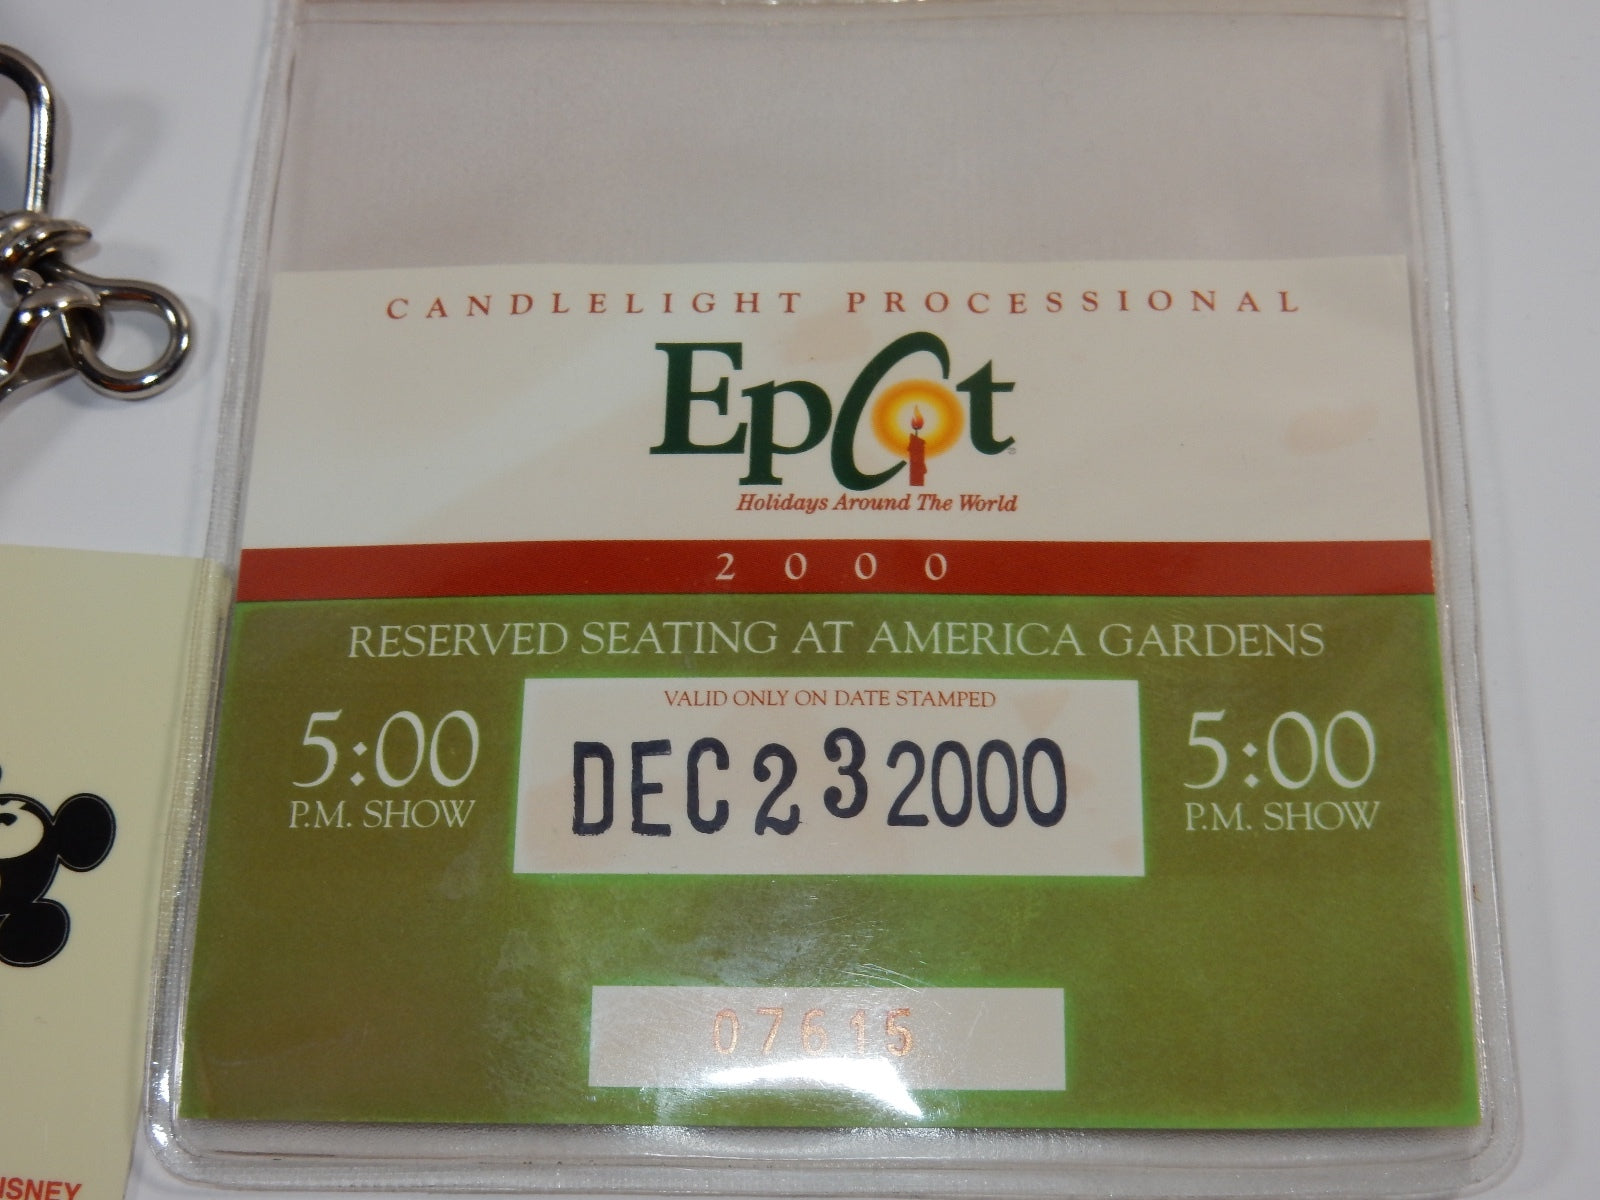 CANDLELIGHT PROCESSIONAL
Epcot
Holidays Around The World
2000
RESERVED SEATING AT AMERICA GARDENS
5:00
P.M. SHOW
VALID ONLY ON DATE STAMPED
DEC 23 2000
5:00
P.M. SHOW
07615
ISNEY